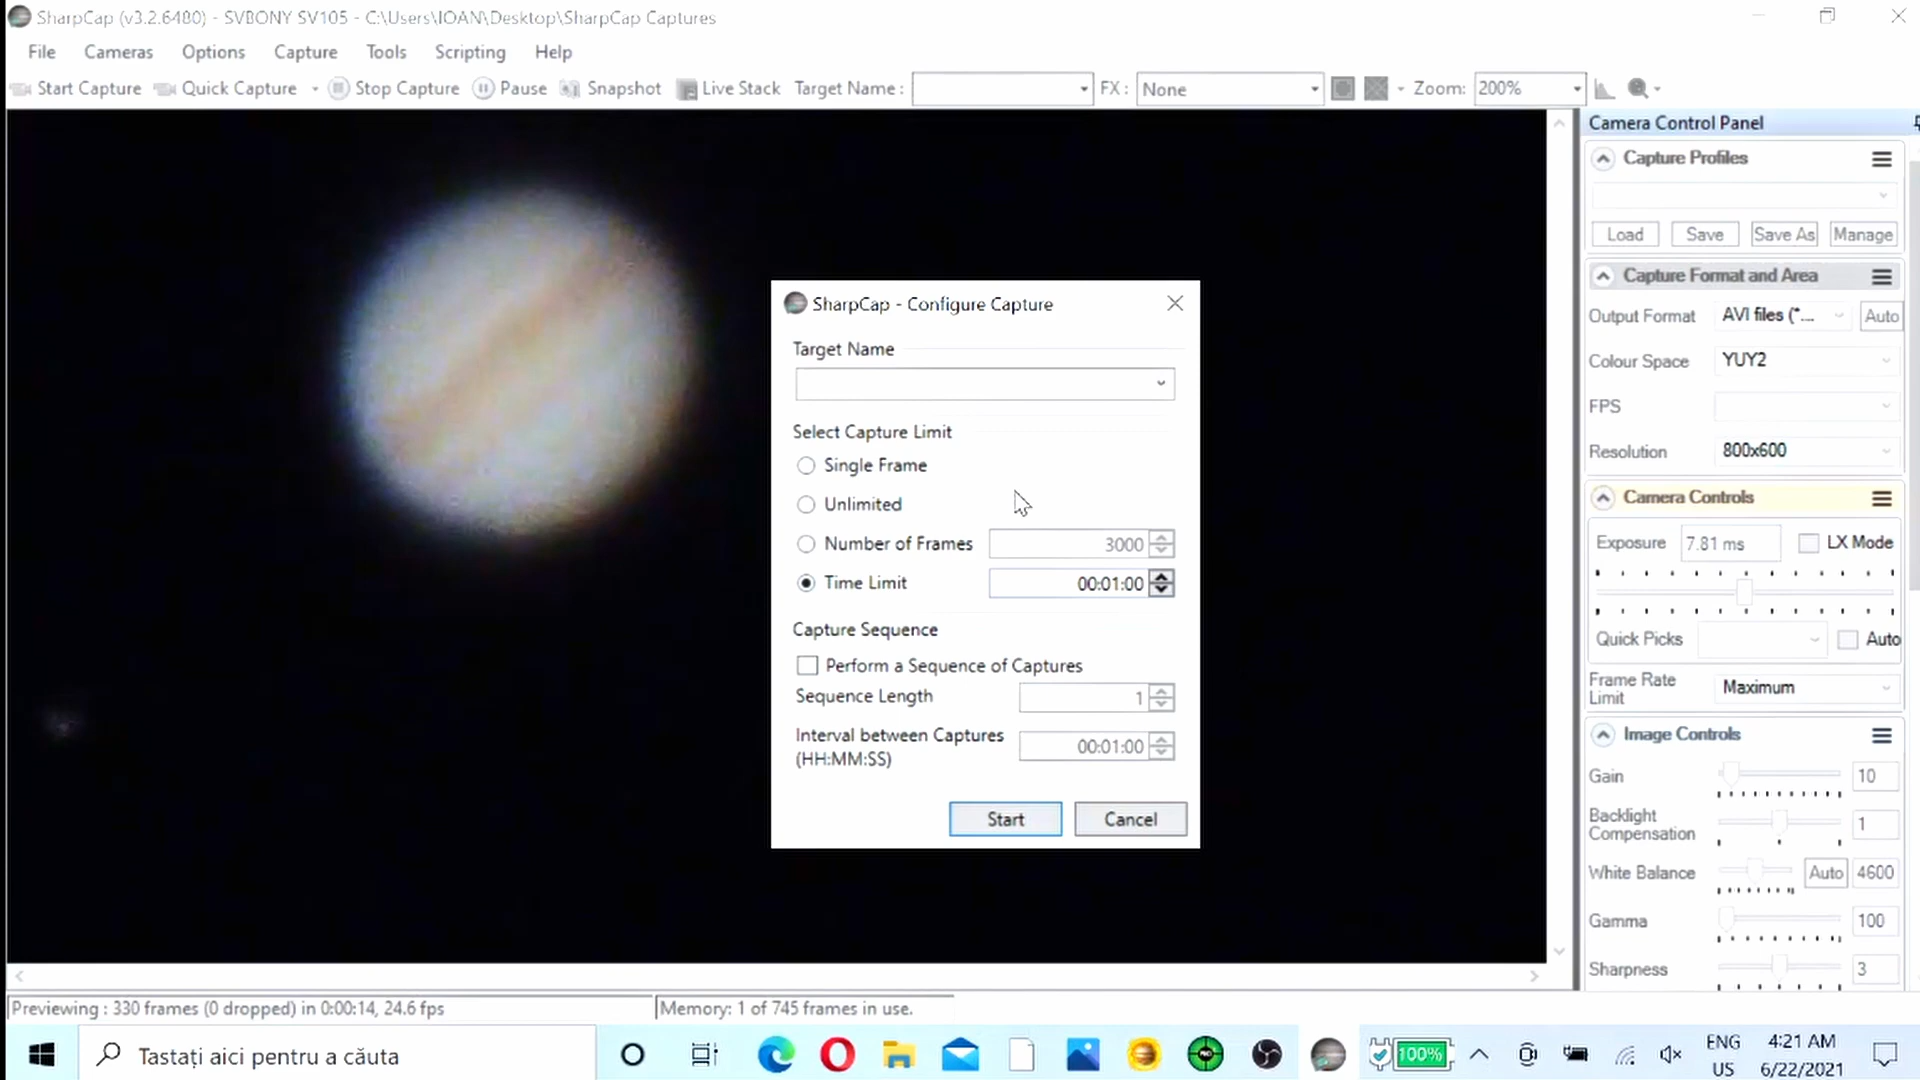 SharpCap (v3.2.6480) - SVBONY SV105 - C:\Users\IOAN\Desktop\SharpCap Captures
File Cameras Options Capture Tools Scripting Help
Start Capture Quick Capture Stop Capture Pause Snapshot Live Stack Target Name : FX : None Zoom: 200%
SharpCap - Configure Capture
Target Name
Select Capture Limit
Single Frame
Unlimited
Number of Frames 3000
Time Limit 00:01:00
Capture Sequence
Perform a Sequence of Captures
Sequence Length 1
Interval between Captures
(HH:MM:SS) 00:01:00
Start Cancel
Camera Control Panel
Capture Profiles
Load Save Save As Manage
Capture Format and Area
Output Format AVI files (*.... Auto
Colour Space YUY2
FPS
Resolution 800x600
Camera Controls
Exposure 7.81 ms LX Mode
Quick Picks Auto
Frame Rate
Limit Maximum
Image Controls
Gain 10
Backlight
Compensation 1
White Balance Auto 4600
Gamma 100
Sharpness 3
Previewing : 330 frames (0 dropped) in 0:00:14, 24.6 fps Memory: 1 of 745 frames in use.
Tastați aici pentru a căuta
100%
ENG
US
4:21 AM
6/22/2021